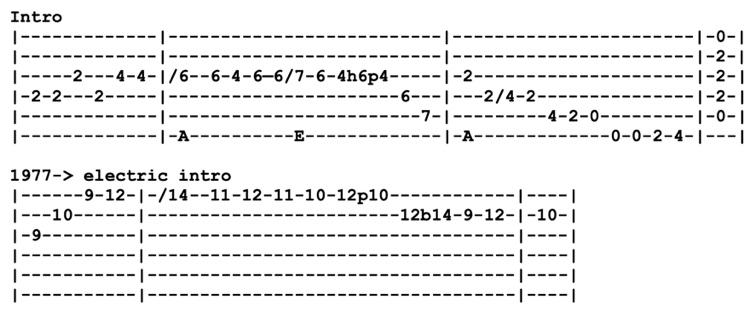 Intro
|-------------|--------------------------|-----------------------|-0-|
|-------------|--------------------------|-----------------------|-2-|
|-----2---4-4-|/6--6-4-6—6/7-6-4h6p4-----|-2---------------------|-2-|
|-2-2---2-----|-----------------------6--|---2/4-2---------------|-2-|
|-------------|------------------------7-|---------4-2-0---------|-0-|
|-------------|-A----------E-------------|-A-------------0-0-2-4-|---|
1977-> electric intro
|------9-12-|-/14--11-12-11-10-12p10------------|----|
|---10------|------------------------12b14-9-12-|-10-|
|-9---------|-----------------------------------|----|
|-----------|-----------------------------------|----|
|-----------|-----------------------------------|----|
|-----------|-----------------------------------|----|